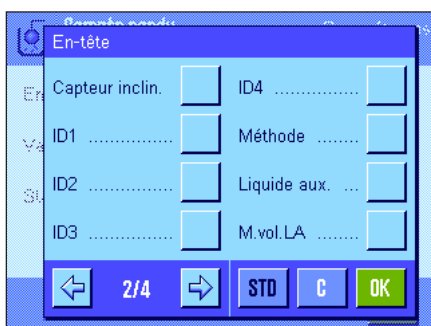 En-tête
Capteur inclin.
ID4 ................
ID1 ................
Méthode ........
ID2 ................
Liquide aux. ...
ID3 ................
M.vol.LA ........
2/4
STD
C
OK